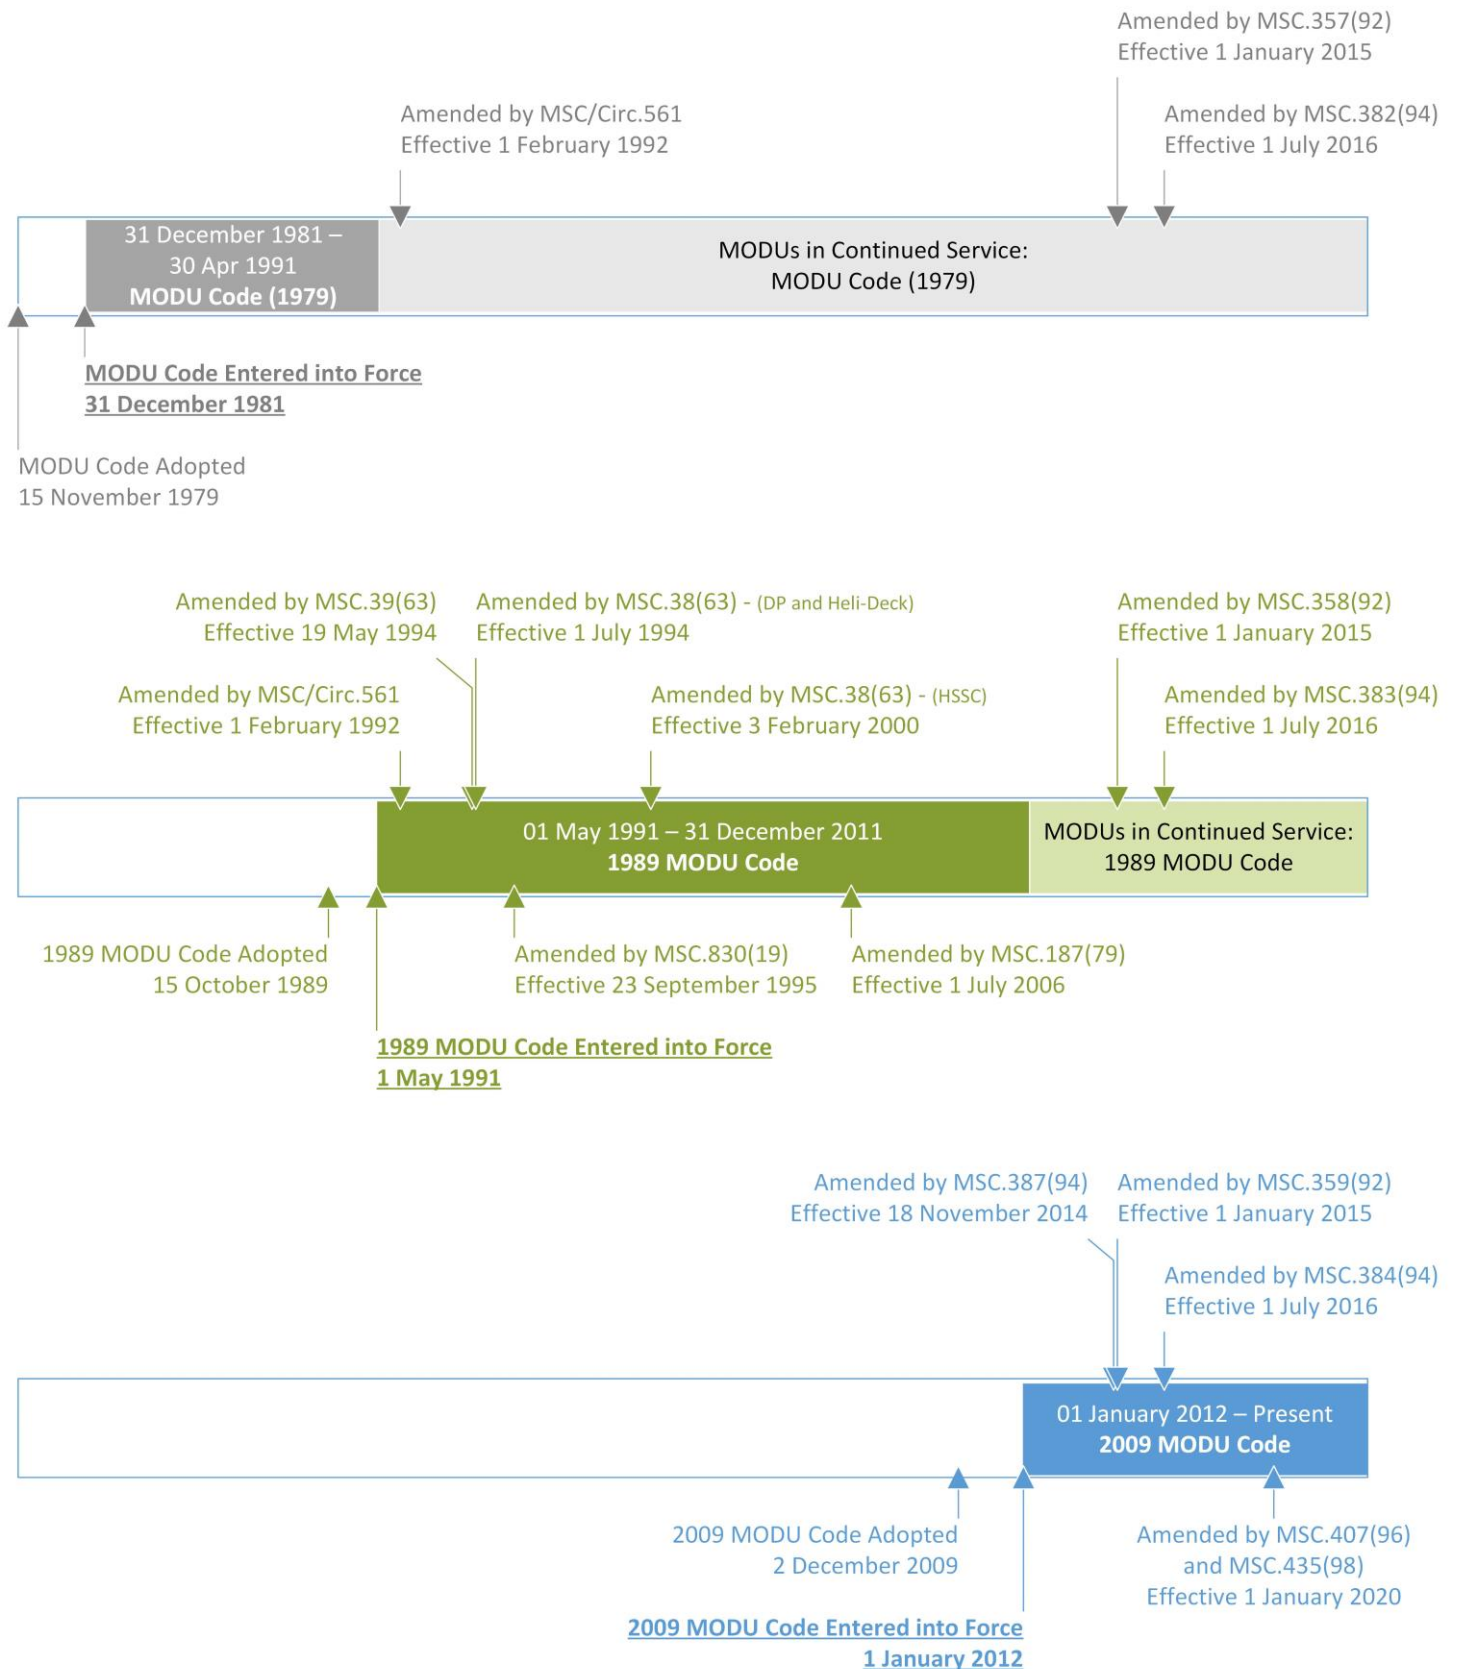 Amended by MSC.357(92)
Effective 1 January 2015
Amended by MSC/Circ.561
Effective 1 February 1992
Amended by MSC.382(94)
Effective 1 July 2016
31 December 1981 –
30 Apr 1991
MODU Code (1979)
MODUs in Continued Service:
MODU Code (1979)
MODU Code Entered into Force
31 December 1981
MODU Code Adopted
15 November 1979
Amended by MSC.39(63)
Effective 19 May 1994
Amended by MSC.38(63) - (DP and Heli-Deck)
Effective 1 July 1994
Amended by MSC.358(92)
Effective 1 January 2015
Amended by MSC/Circ.561
Effective 1 February 1992
Amended by MSC.38(63) - (HSSC)
Effective 3 February 2000
Amended by MSC.383(94)
Effective 1 July 2016
01 May 1991 – 31 December 2011
1989 MODU Code
MODUs in Continued Service:
1989 MODU Code
1989 MODU Code Adopted
15 October 1989
Amended by MSC.830(19)
Effective 23 September 1995
Amended by MSC.187(79)
Effective 1 July 2006
1989 MODU Code Entered into Force
1 May 1991
Amended by MSC.387(94)
Effective 18 November 2014
Amended by MSC.359(92)
Effective 1 January 2015
Amended by MSC.384(94)
Effective 1 July 2016
01 January 2012 – Present
2009 MODU Code
2009 MODU Code Adopted
2 December 2009
Amended by MSC.407(96)
and MSC.435(98)
Effective 1 January 2020
2009 MODU Code Entered into Force
1 January 2012